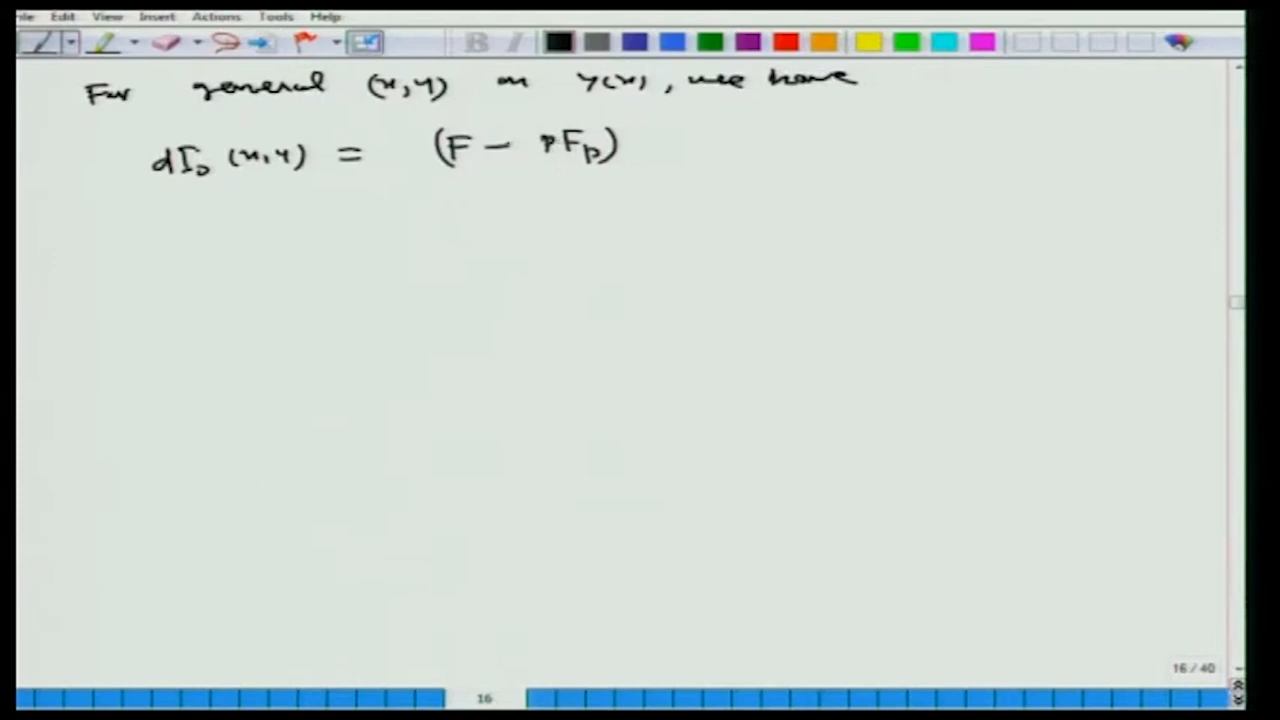 File Edit View Insert Actions Tools Help
For general (x,y) on y(x), we have
dI₀ (x,y) = (F − pFₚ)
16 / 40
16